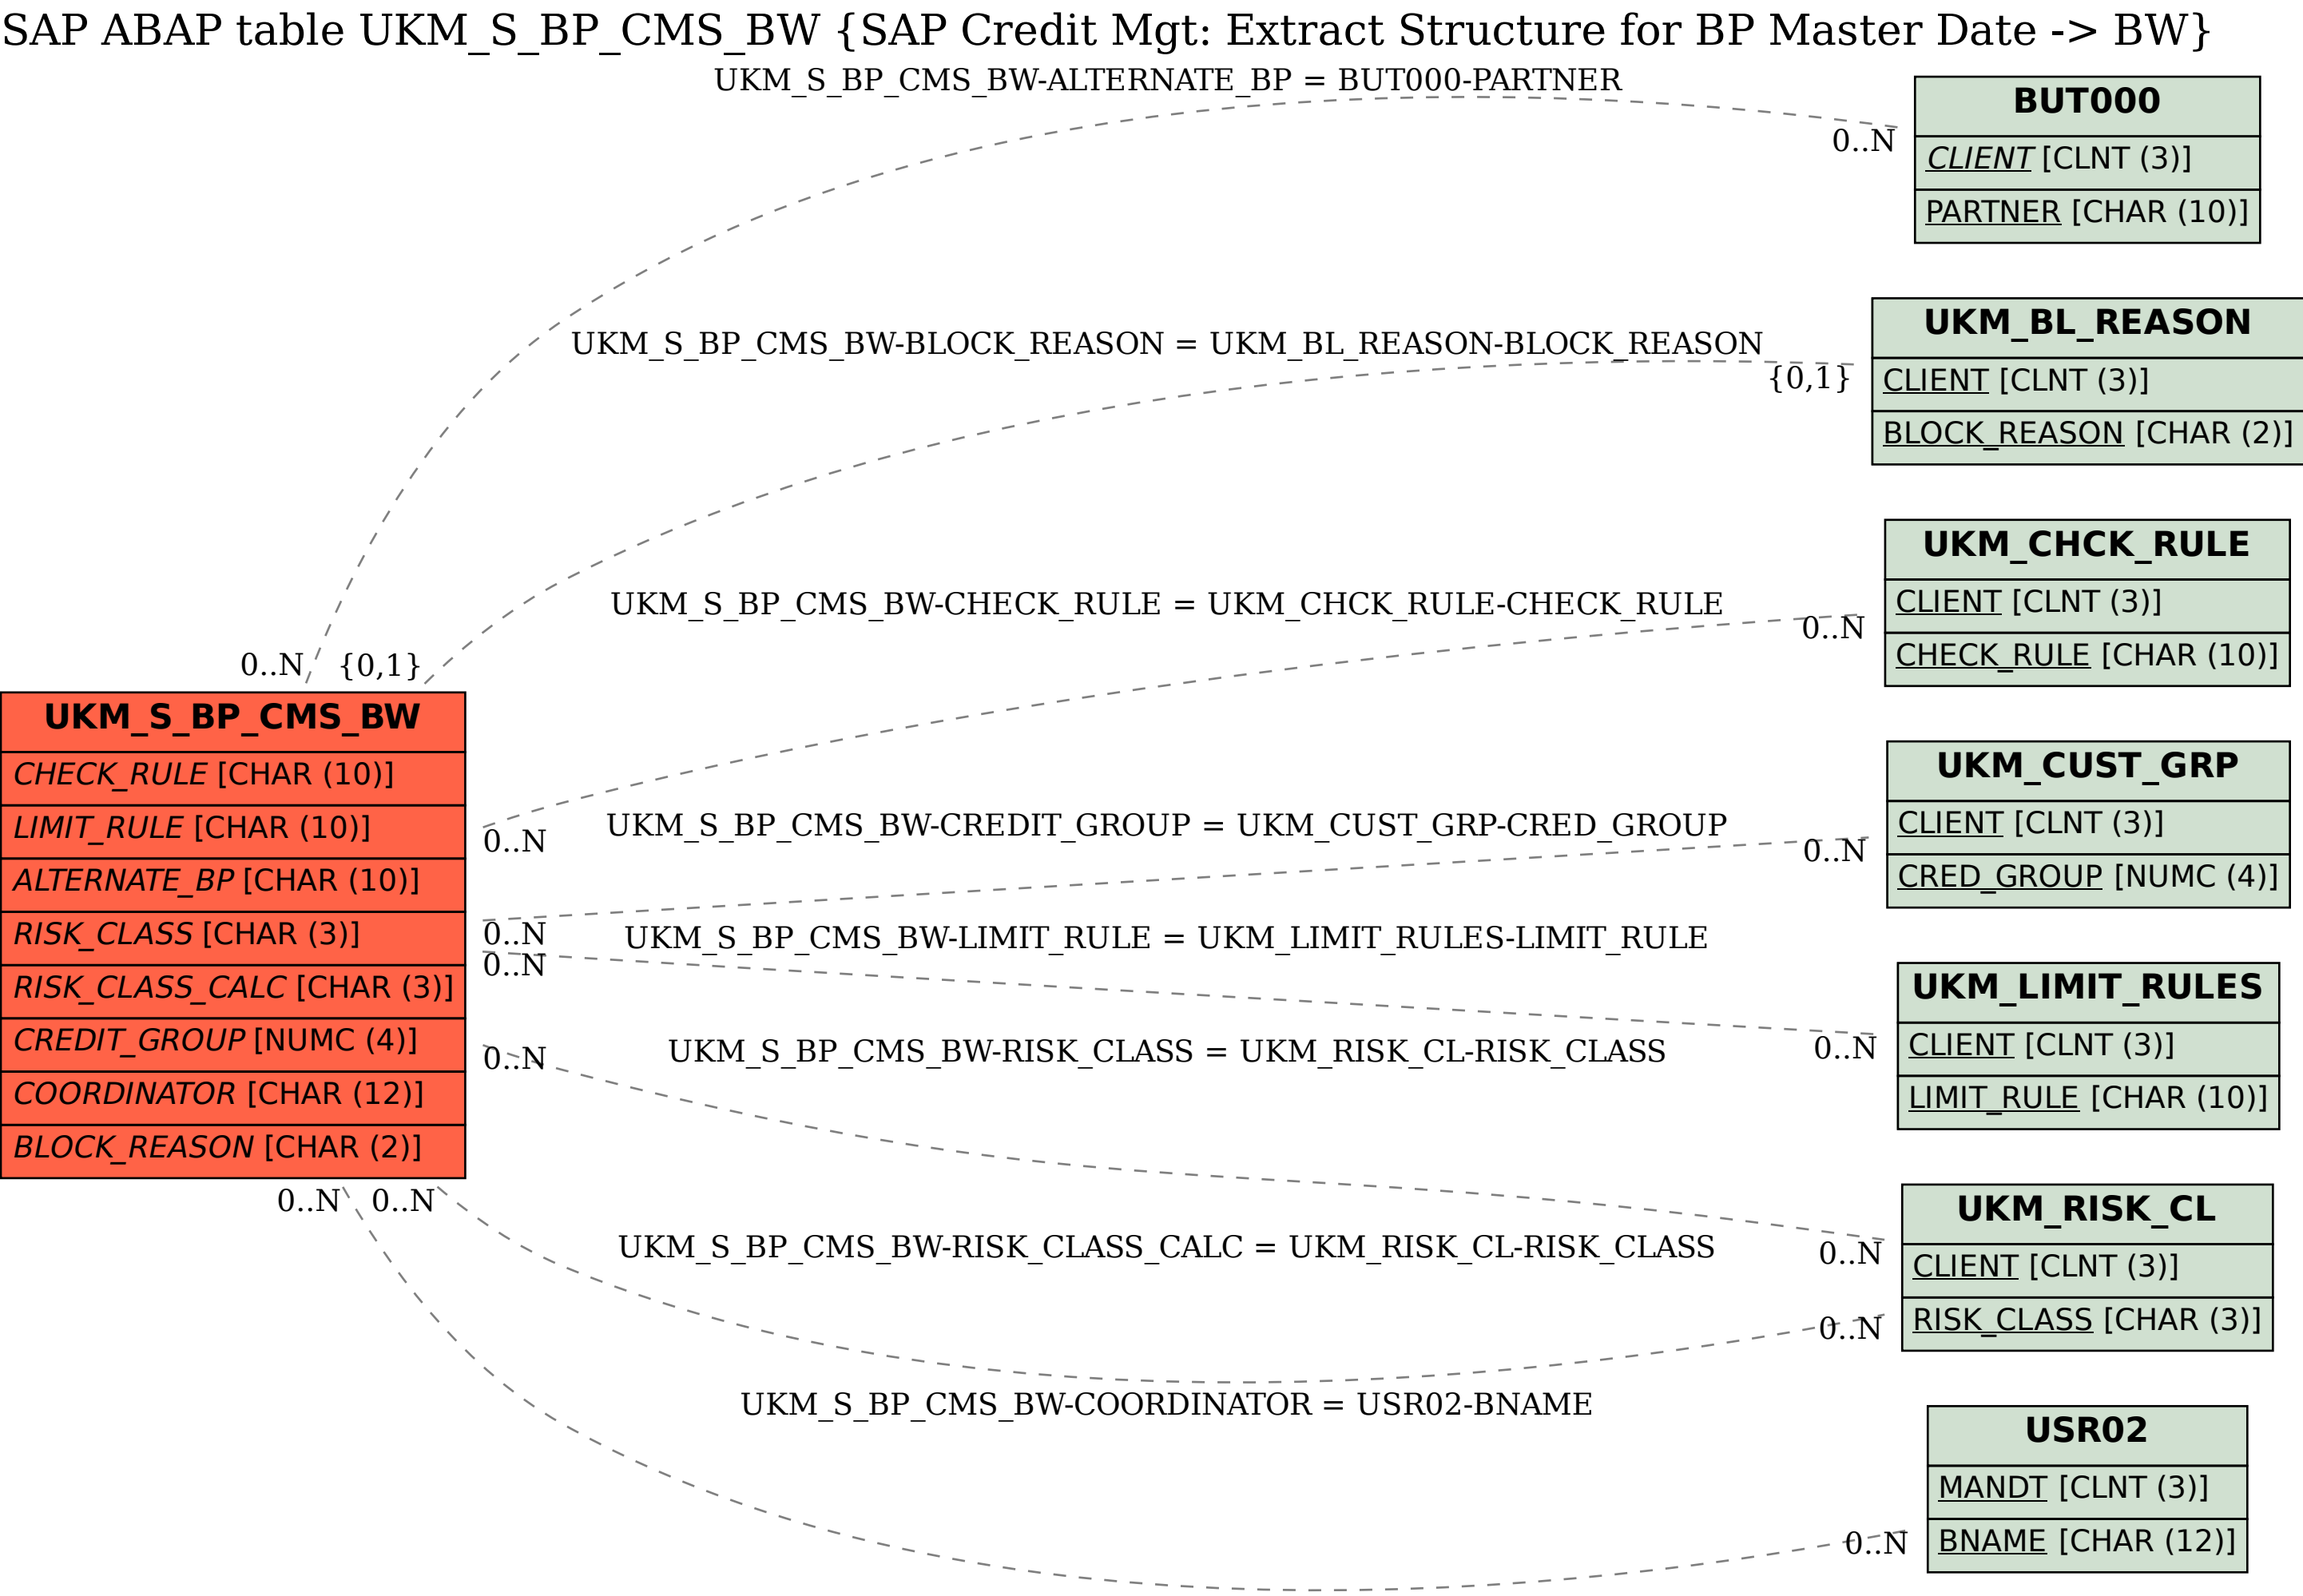 SAP ABAP table UKM_S_BP_CMS_BW {SAP Credit Mgt: Extract Structure for BP Master Date -> BW}
UKM_S_BP_CMS_BW-ALTERNATE_BP = BUT000-PARTNER
0..N
BUT000
CLIENT [CLNT (3)]
PARTNER [CHAR (10)]
UKM_S_BP_CMS_BW-BLOCK_REASON = UKM_BL_REASON-BLOCK_REASON
{0,1}
UKM_BL_REASON
CLIENT [CLNT (3)]
BLOCK_REASON [CHAR (2)]
UKM_S_BP_CMS_BW-CHECK_RULE = UKM_CHCK_RULE-CHECK_RULE
0..N
UKM_CHCK_RULE
CLIENT [CLNT (3)]
CHECK_RULE [CHAR (10)]
0..N {0,1}
UKM_S_BP_CMS_BW
CHECK_RULE [CHAR (10)]
LIMIT_RULE [CHAR (10)]
ALTERNATE_BP [CHAR (10)]
RISK_CLASS [CHAR (3)]
RISK_CLASS_CALC [CHAR (3)]
CREDIT_GROUP [NUMC (4)]
COORDINATOR [CHAR (12)]
BLOCK_REASON [CHAR (2)]
0..N
UKM_S_BP_CMS_BW-CREDIT_GROUP = UKM_CUST_GRP-CRED_GROUP
0..N
UKM_CUST_GRP
CLIENT [CLNT (3)]
CRED_GROUP [NUMC (4)]
0..N
UKM_S_BP_CMS_BW-LIMIT_RULE = UKM_LIMIT_RULES-LIMIT_RULE
0..N
0..N
UKM_LIMIT_RULES
CLIENT [CLNT (3)]
LIMIT_RULE [CHAR (10)]
0..N
UKM_S_BP_CMS_BW-RISK_CLASS = UKM_RISK_CL-RISK_CLASS
0..N
0..N 0..N
UKM_S_BP_CMS_BW-RISK_CLASS_CALC = UKM_RISK_CL-RISK_CLASS
0..N
UKM_RISK_CL
CLIENT [CLNT (3)]
RISK_CLASS [CHAR (3)]
UKM_S_BP_CMS_BW-COORDINATOR = USR02-BNAME
0..N
USR02
MANDT [CLNT (3)]
BNAME [CHAR (12)]